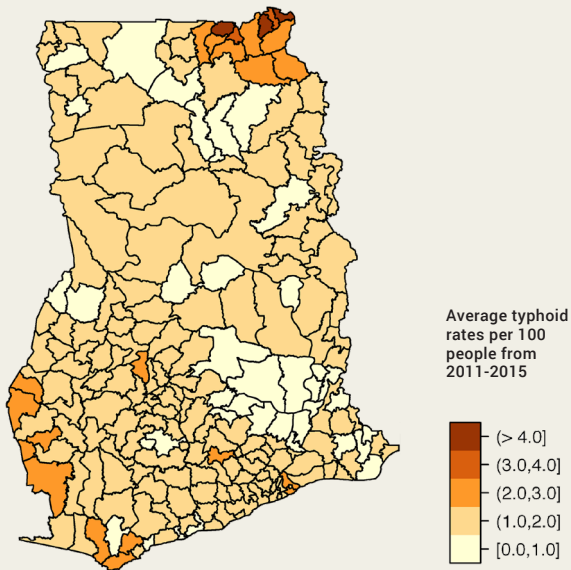 Average typhoid
rates per 100
people from
2011-2015
(> 4.0]
(3.0,4.0]
(2.0,3.0]
(1.0,2.0]
[0.0,1.0]